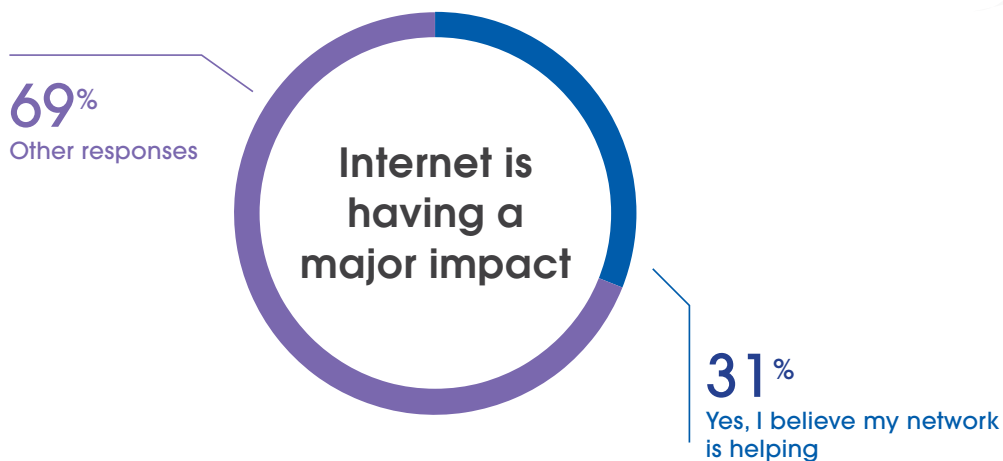 69%
Other responses
Internet is
having a
major impact
31%
Yes, I believe my network
is helping